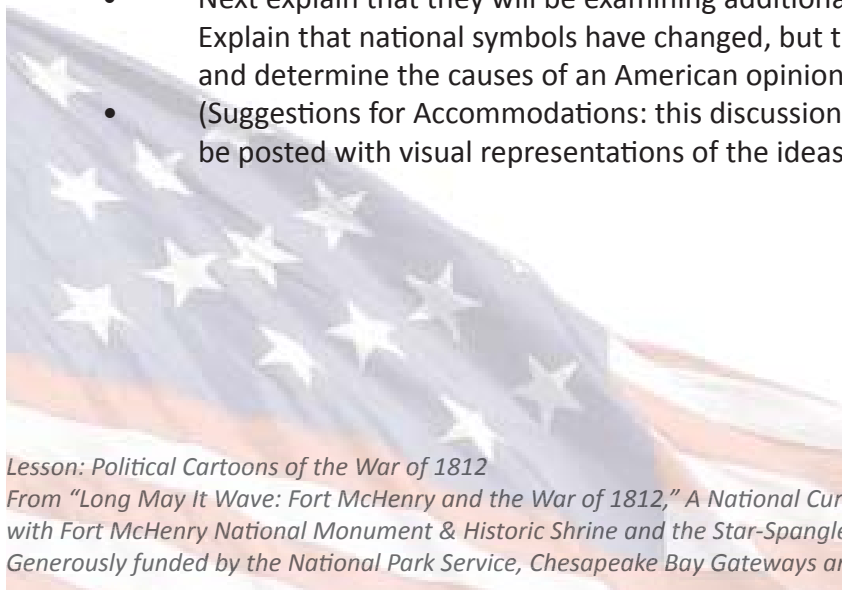 • Next explain that they will be examining additional
Explain that national symbols have changed, but t
and determine the causes of an American opinion
• (Suggestions for Accommodations: this discussion
be posted with visual representations of the ideas
Lesson: Political Cartoons of the War of 1812
From “Long May It Wave: Fort McHenry and the War of 1812,” A National Cur
with Fort McHenry National Monument & Historic Shrine and the Star-Spangle
Generously funded by the National Park Service, Chesapeake Bay Gateways a